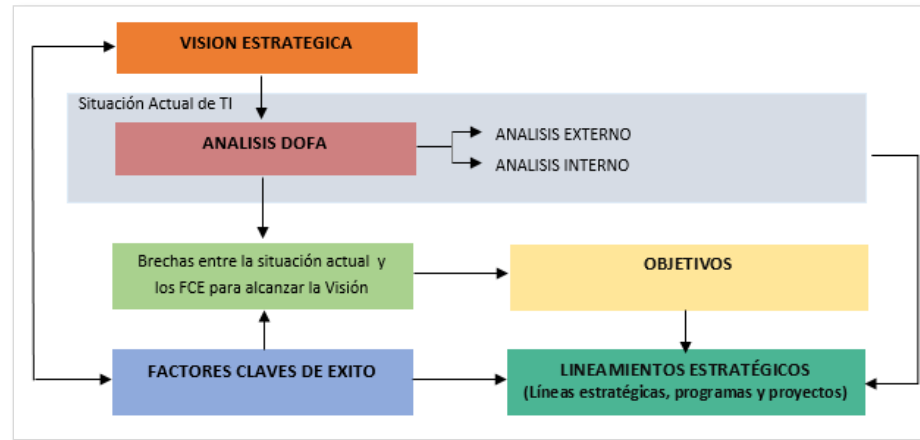 VISION ESTRATEGICA
Situación Actual de TI
ANALISIS DOFA
ANALISIS EXTERNO
ANALISIS INTERNO
Brechas entre la situación actual y
los FCE para alcanzar la Visión
OBJETIVOS
FACTORES CLAVES DE EXITO
LINEAMIENTOS ESTRATÉGICOS
(Líneas estratégicas, programas y proyectos)